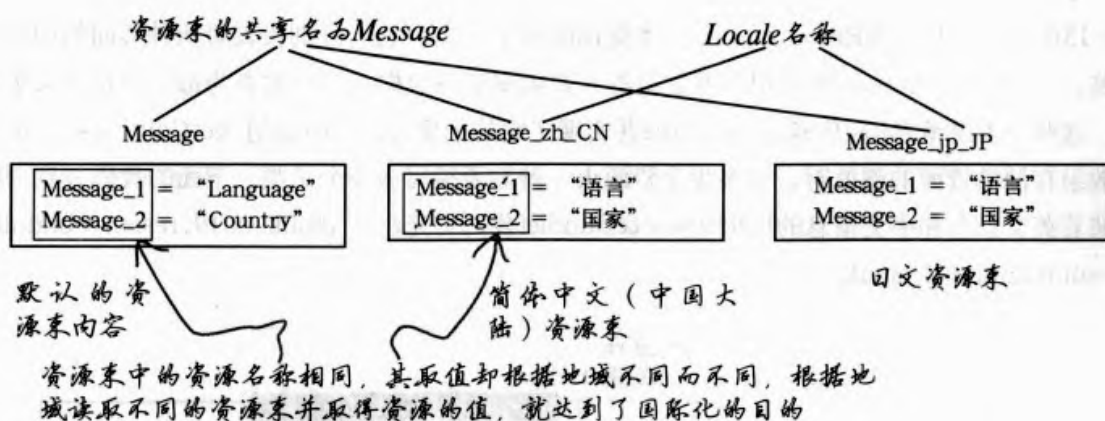 资源束的共享名为Message
Locale名称
Message
Message_zh_CN
Message_jp_JP
Message_1 = “Language”
Message_2 = “Country”
Message_1 = “语言”
Message_2 = “国家”
Message_1 = “语言”
Message_2 = “国家”
默认的资
源束内容
简体中文（中国大
陆）资源束
日文资源束
资源束中的资源名称相同，其取值却根据地域不同而不同，根据地
域读取不同的资源束并取得资源的值，就达到了国际化的目的